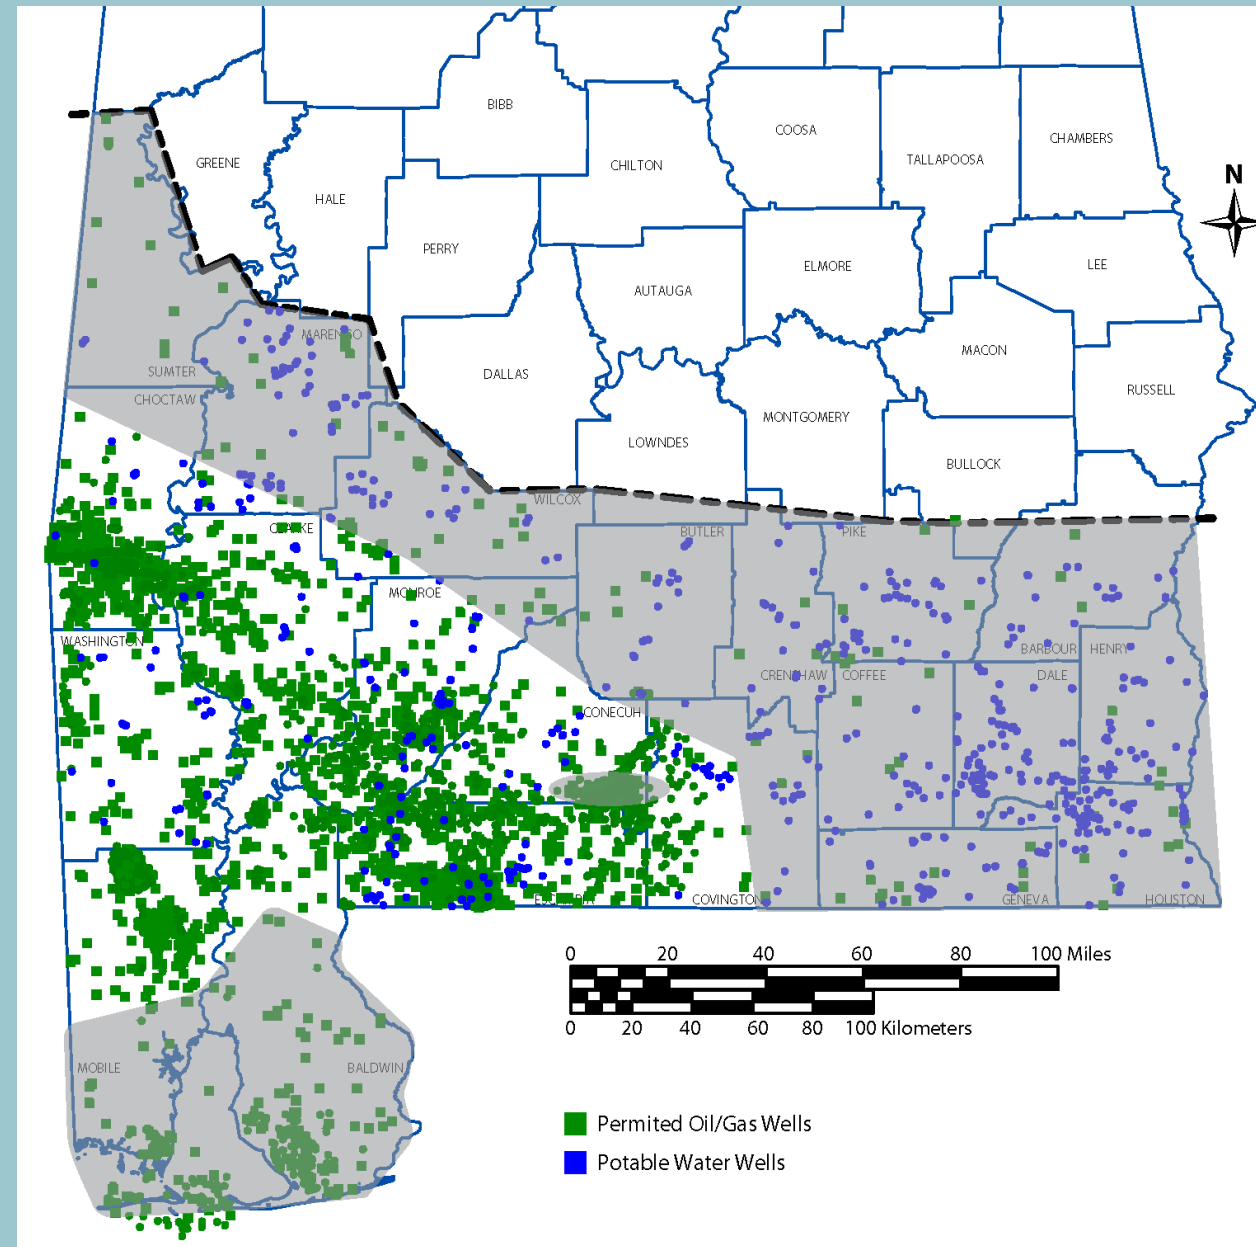 BIBB
COOSA
CHAMBERS
GREENE
CHILTON
TALLAPOOSA
N
HALE
PERRY
ELMORE
LEE
AUTAUGA
MARENGO
SUMTER
DALLAS
MACON
CHOCTAW
RUSSELL
MONTGOMERY
LOWNDES
BULLOCK
WILCOX
CLARKE
BUTLER
PIKE
MONROE
WASHINGTON
BARBOUR
HENRY
CRENSHAW
COFFEE
DALE
CONECUH
ESCAMBIA
COVINGTON
GENEVA
HOUSTON
0 20 40 60 80 100 Miles
0 20 40 60 80 100 Kilometers
MOBILE
BALDWIN
Permited Oil/Gas Wells
Potable Water Wells